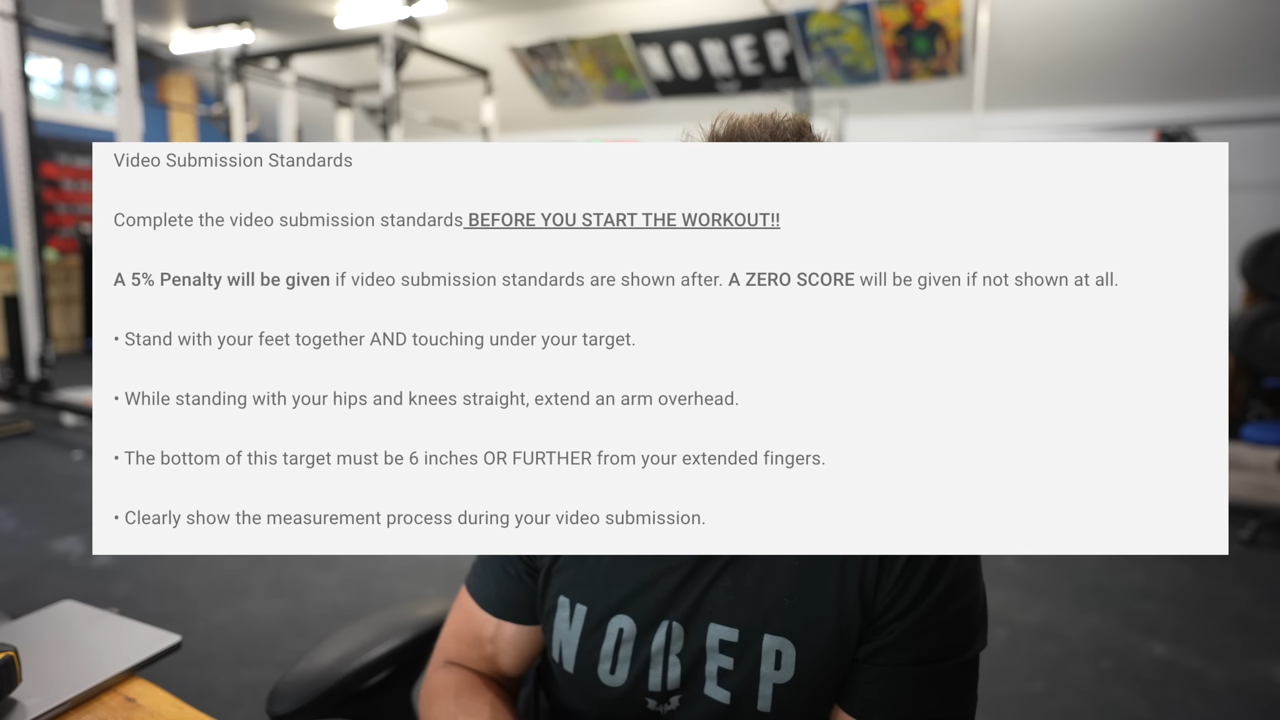 NOREP
Video Submission Standards
Complete the video submission standards BEFORE YOU START THE WORKOUT!!
A 5% Penalty will be given if video submission standards are shown after. A ZERO SCORE will be given if not shown at all.
• Stand with your feet together AND touching under your target.
• While standing with your hips and knees straight, extend an arm overhead.
• The bottom of this target must be 6 inches OR FURTHER from your extended fingers.
• Clearly show the measurement process during your video submission.
NOREP